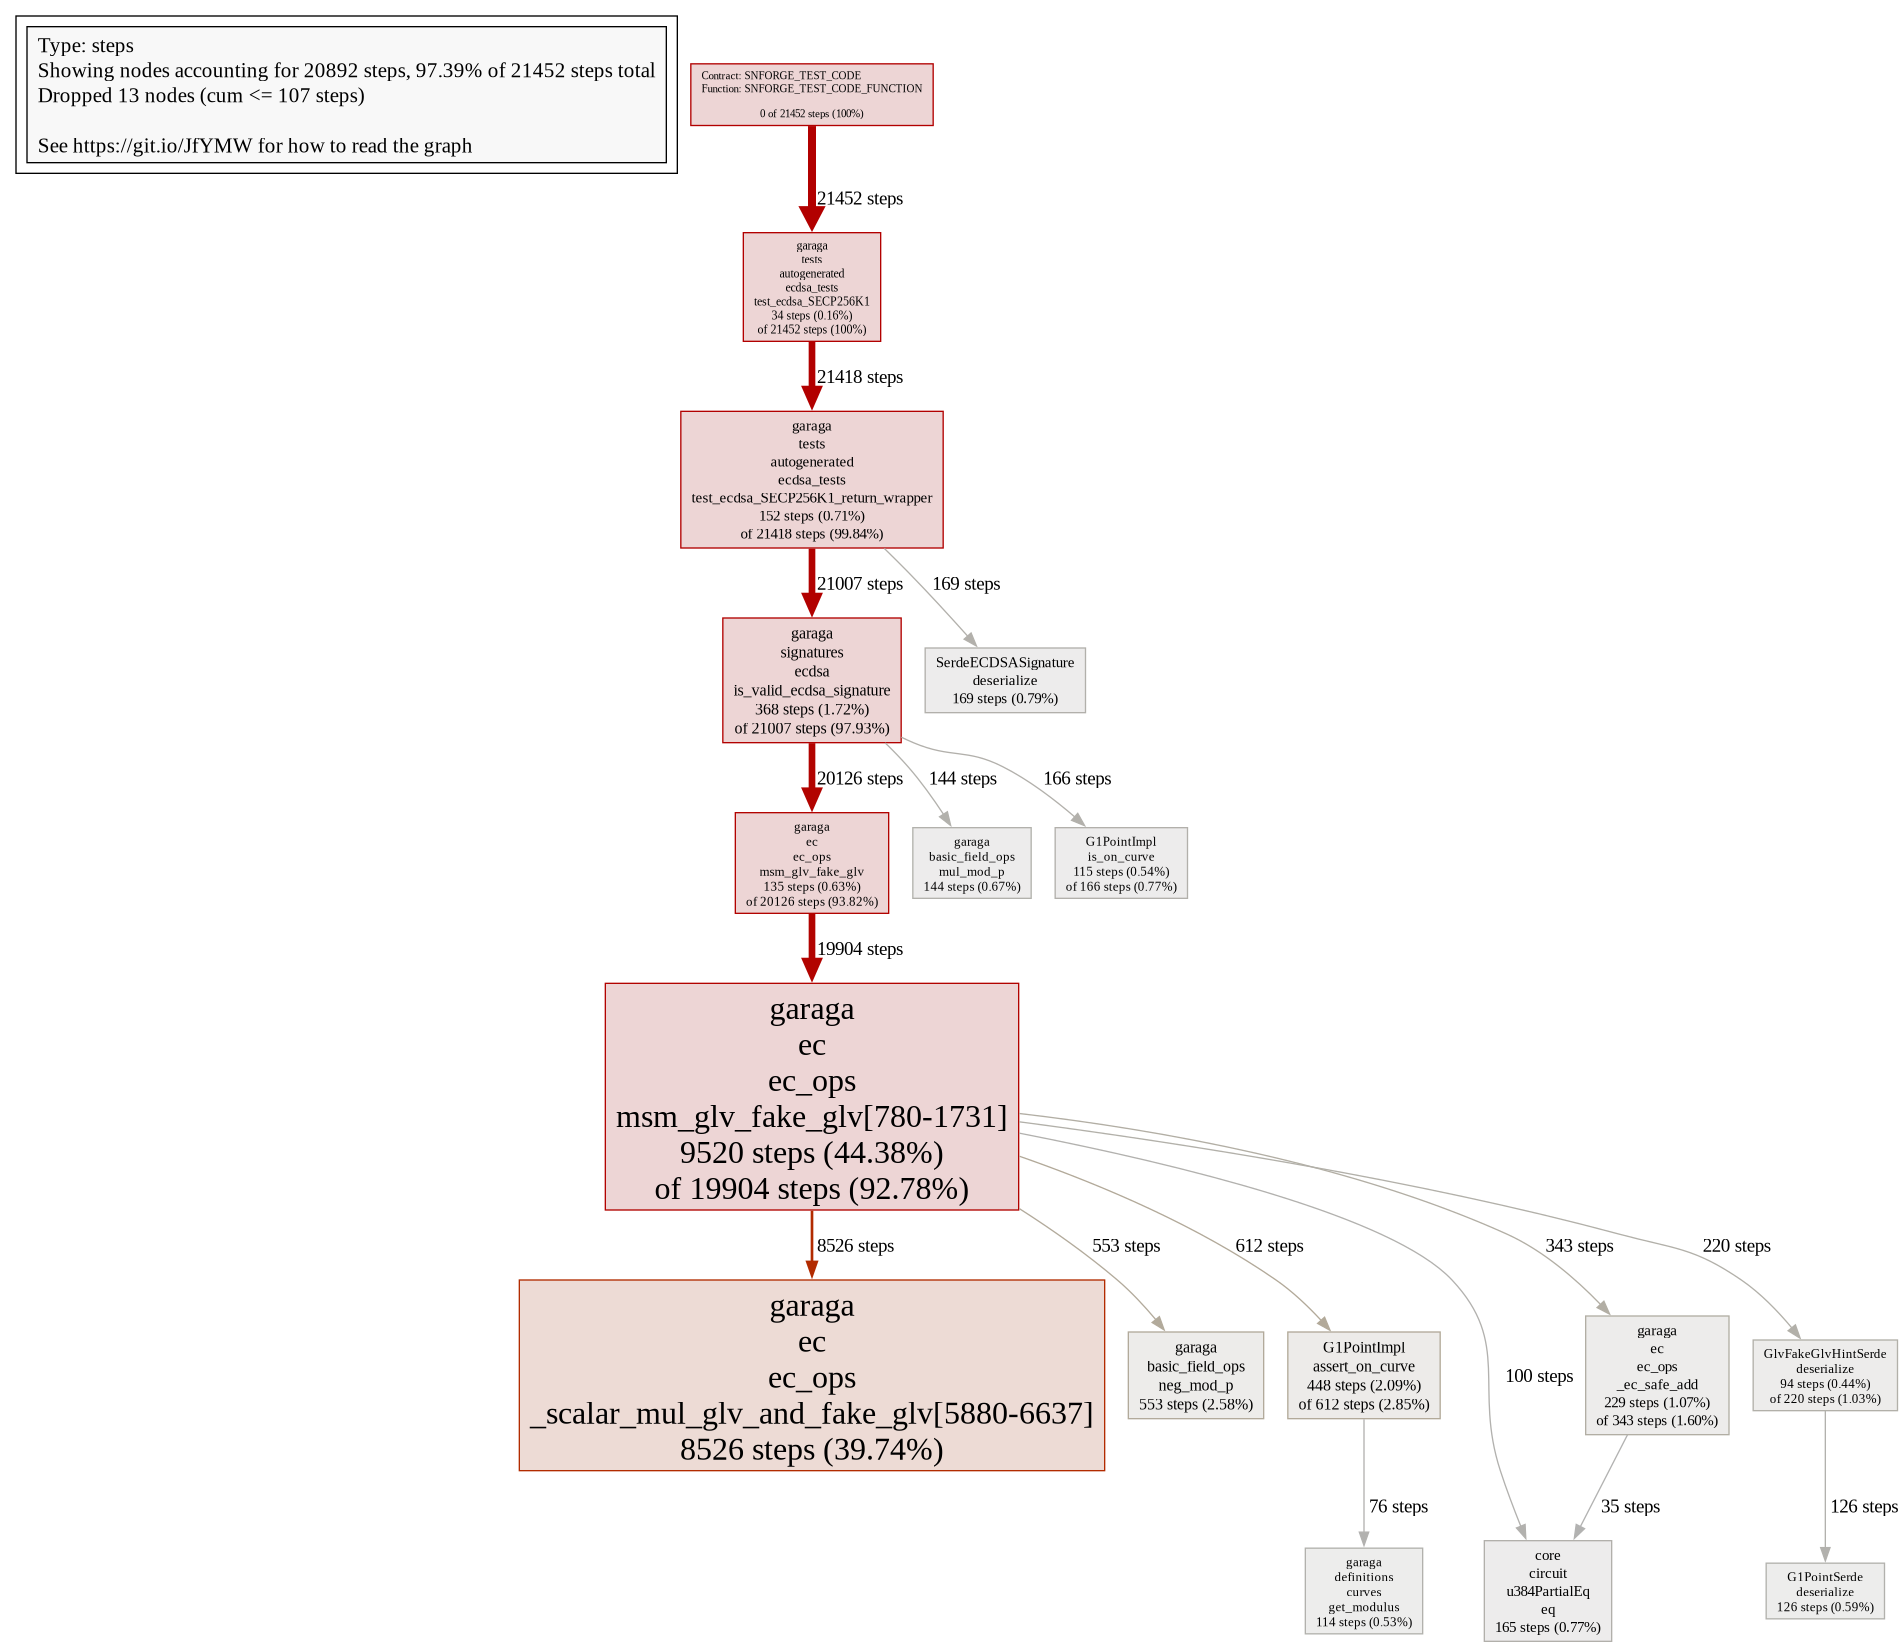 Type: steps
Showing nodes accounting for 20892 steps, 97.39% of 21452 steps total
Dropped 13 nodes (cum <= 107 steps)
See https://git.io/JfYMW for how to read the graph
Contract: SNFORGE_TEST_CODE
Function: SNFORGE_TEST_CODE_FUNCTION
0 of 21452 steps (100%)
21452 steps
garaga
tests
autogenerated
ecdsa_tests
test_ecdsa_SECP256K1
34 steps (0.16%)
of 21452 steps (100%)
21418 steps
garaga
tests
autogenerated
ecdsa_tests
test_ecdsa_SECP256K1_return_wrapper
152 steps (0.71%)
of 21418 steps (99.84%)
21007 steps
169 steps
garaga
signatures
ecdsa
is_valid_ecdsa_signature
368 steps (1.72%)
of 21007 steps (97.93%)
SerdeECDSASignature
deserialize
169 steps (0.79%)
20126 steps
144 steps
166 steps
garaga
ec
ec_ops
msm_glv_fake_glv
135 steps (0.63%)
of 20126 steps (93.82%)
garaga
basic_field_ops
mul_mod_p
144 steps (0.67%)
G1PointImpl
is_on_curve
115 steps (0.54%)
of 166 steps (0.77%)
19904 steps
garaga
ec
ec_ops
msm_glv_fake_glv[780-1731]
9520 steps (44.38%)
of 19904 steps (92.78%)
8526 steps
553 steps
612 steps
100 steps
343 steps
220 steps
garaga
ec
ec_ops
_scalar_mul_glv_and_fake_glv[5880-6637]
8526 steps (39.74%)
garaga
basic_field_ops
neg_mod_p
553 steps (2.58%)
G1PointImpl
assert_on_curve
448 steps (2.09%)
of 612 steps (2.85%)
garaga
ec
ec_ops
_ec_safe_add
229 steps (1.07%)
of 343 steps (1.60%)
GlvFakeGlvHintSerde
deserialize
94 steps (0.44%)
of 220 steps (1.03%)
76 steps
35 steps
126 steps
garaga
definitions
curves
get_modulus
114 steps (0.53%)
core
circuit
u384PartialEq
eq
165 steps (0.77%)
G1PointSerde
deserialize
126 steps (0.59%)